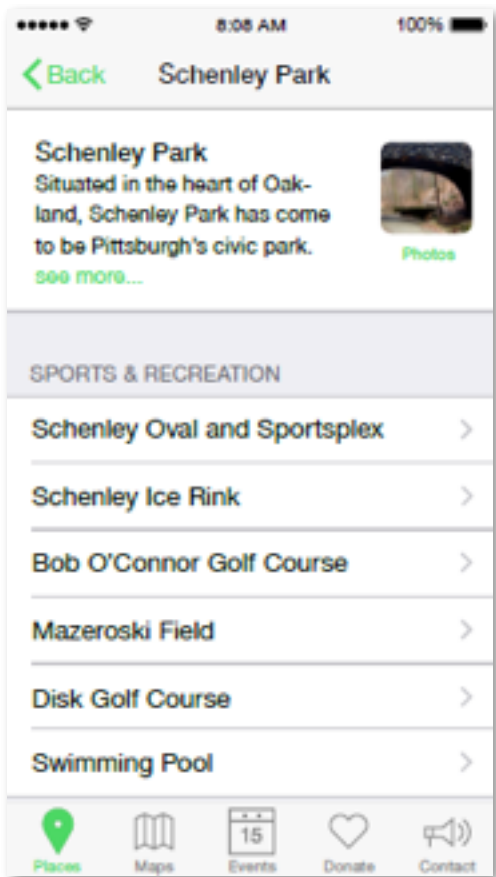 8:08 AM 100%
Back Schenley Park
Schenley Park
Situated in the heart of Oak-
land, Schenley Park has come
to be Pittsburgh's civic park.
see more...
Photos
SPORTS & RECREATION
Schenley Oval and Sportsplex
Schenley Ice Rink
Bob O'Connor Golf Course
Mazeroski Field
Disk Golf Course
Swimming Pool
15
Places Maps Events Donate Contact